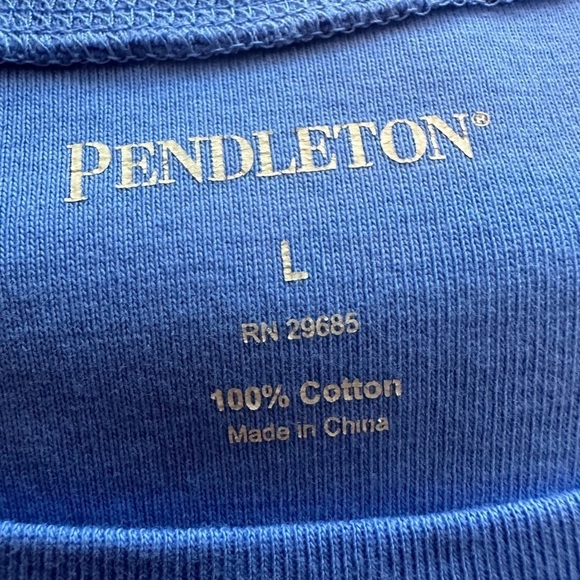 PENDLETON®
L
RN 29685
100% Cotton
Made in China